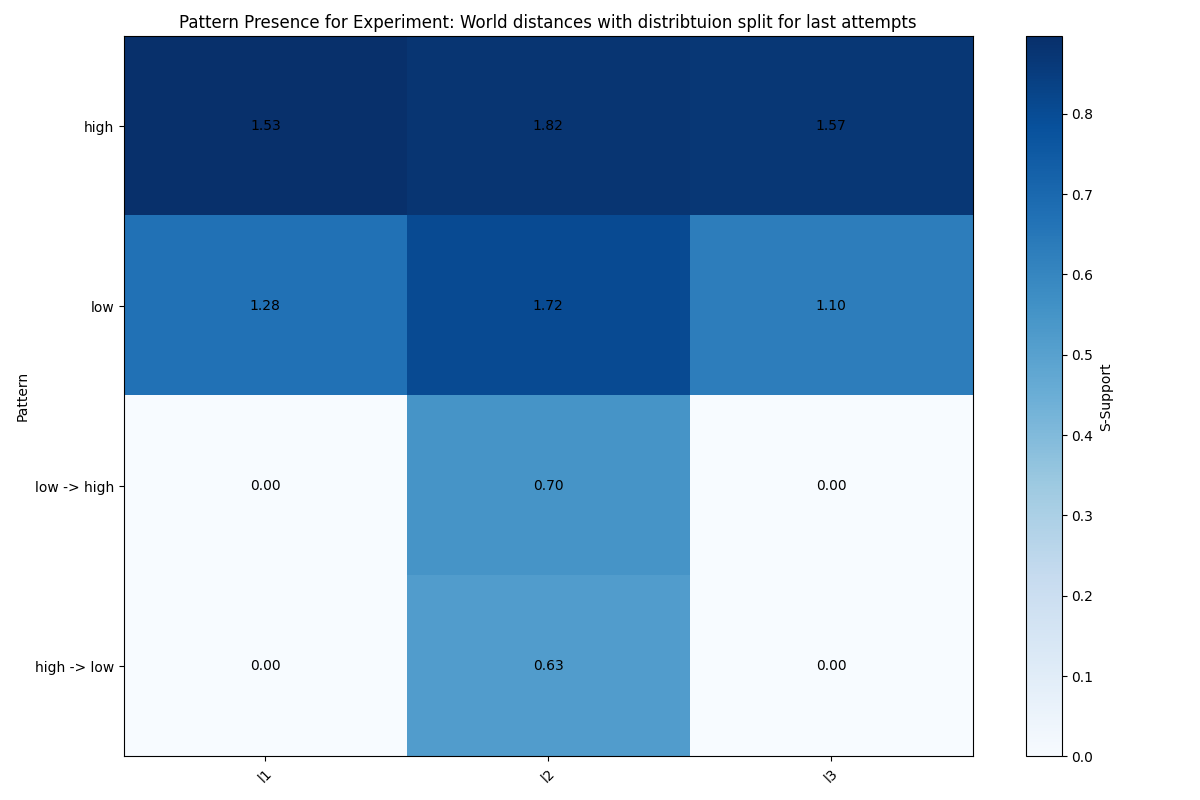 Pattern Presence for Experiment: World distances with distribtuion split for last attempts
high
1.53
1.82
1.57
0.8
0.7
low
1.28
1.72
1.10
0.6
0.5
Pattern
S-Support
0.4
low -> high
0.00
0.70
0.00
0.3
0.2
high -> low
0.00
0.63
0.00
0.1
0.0
l1
l2
l3